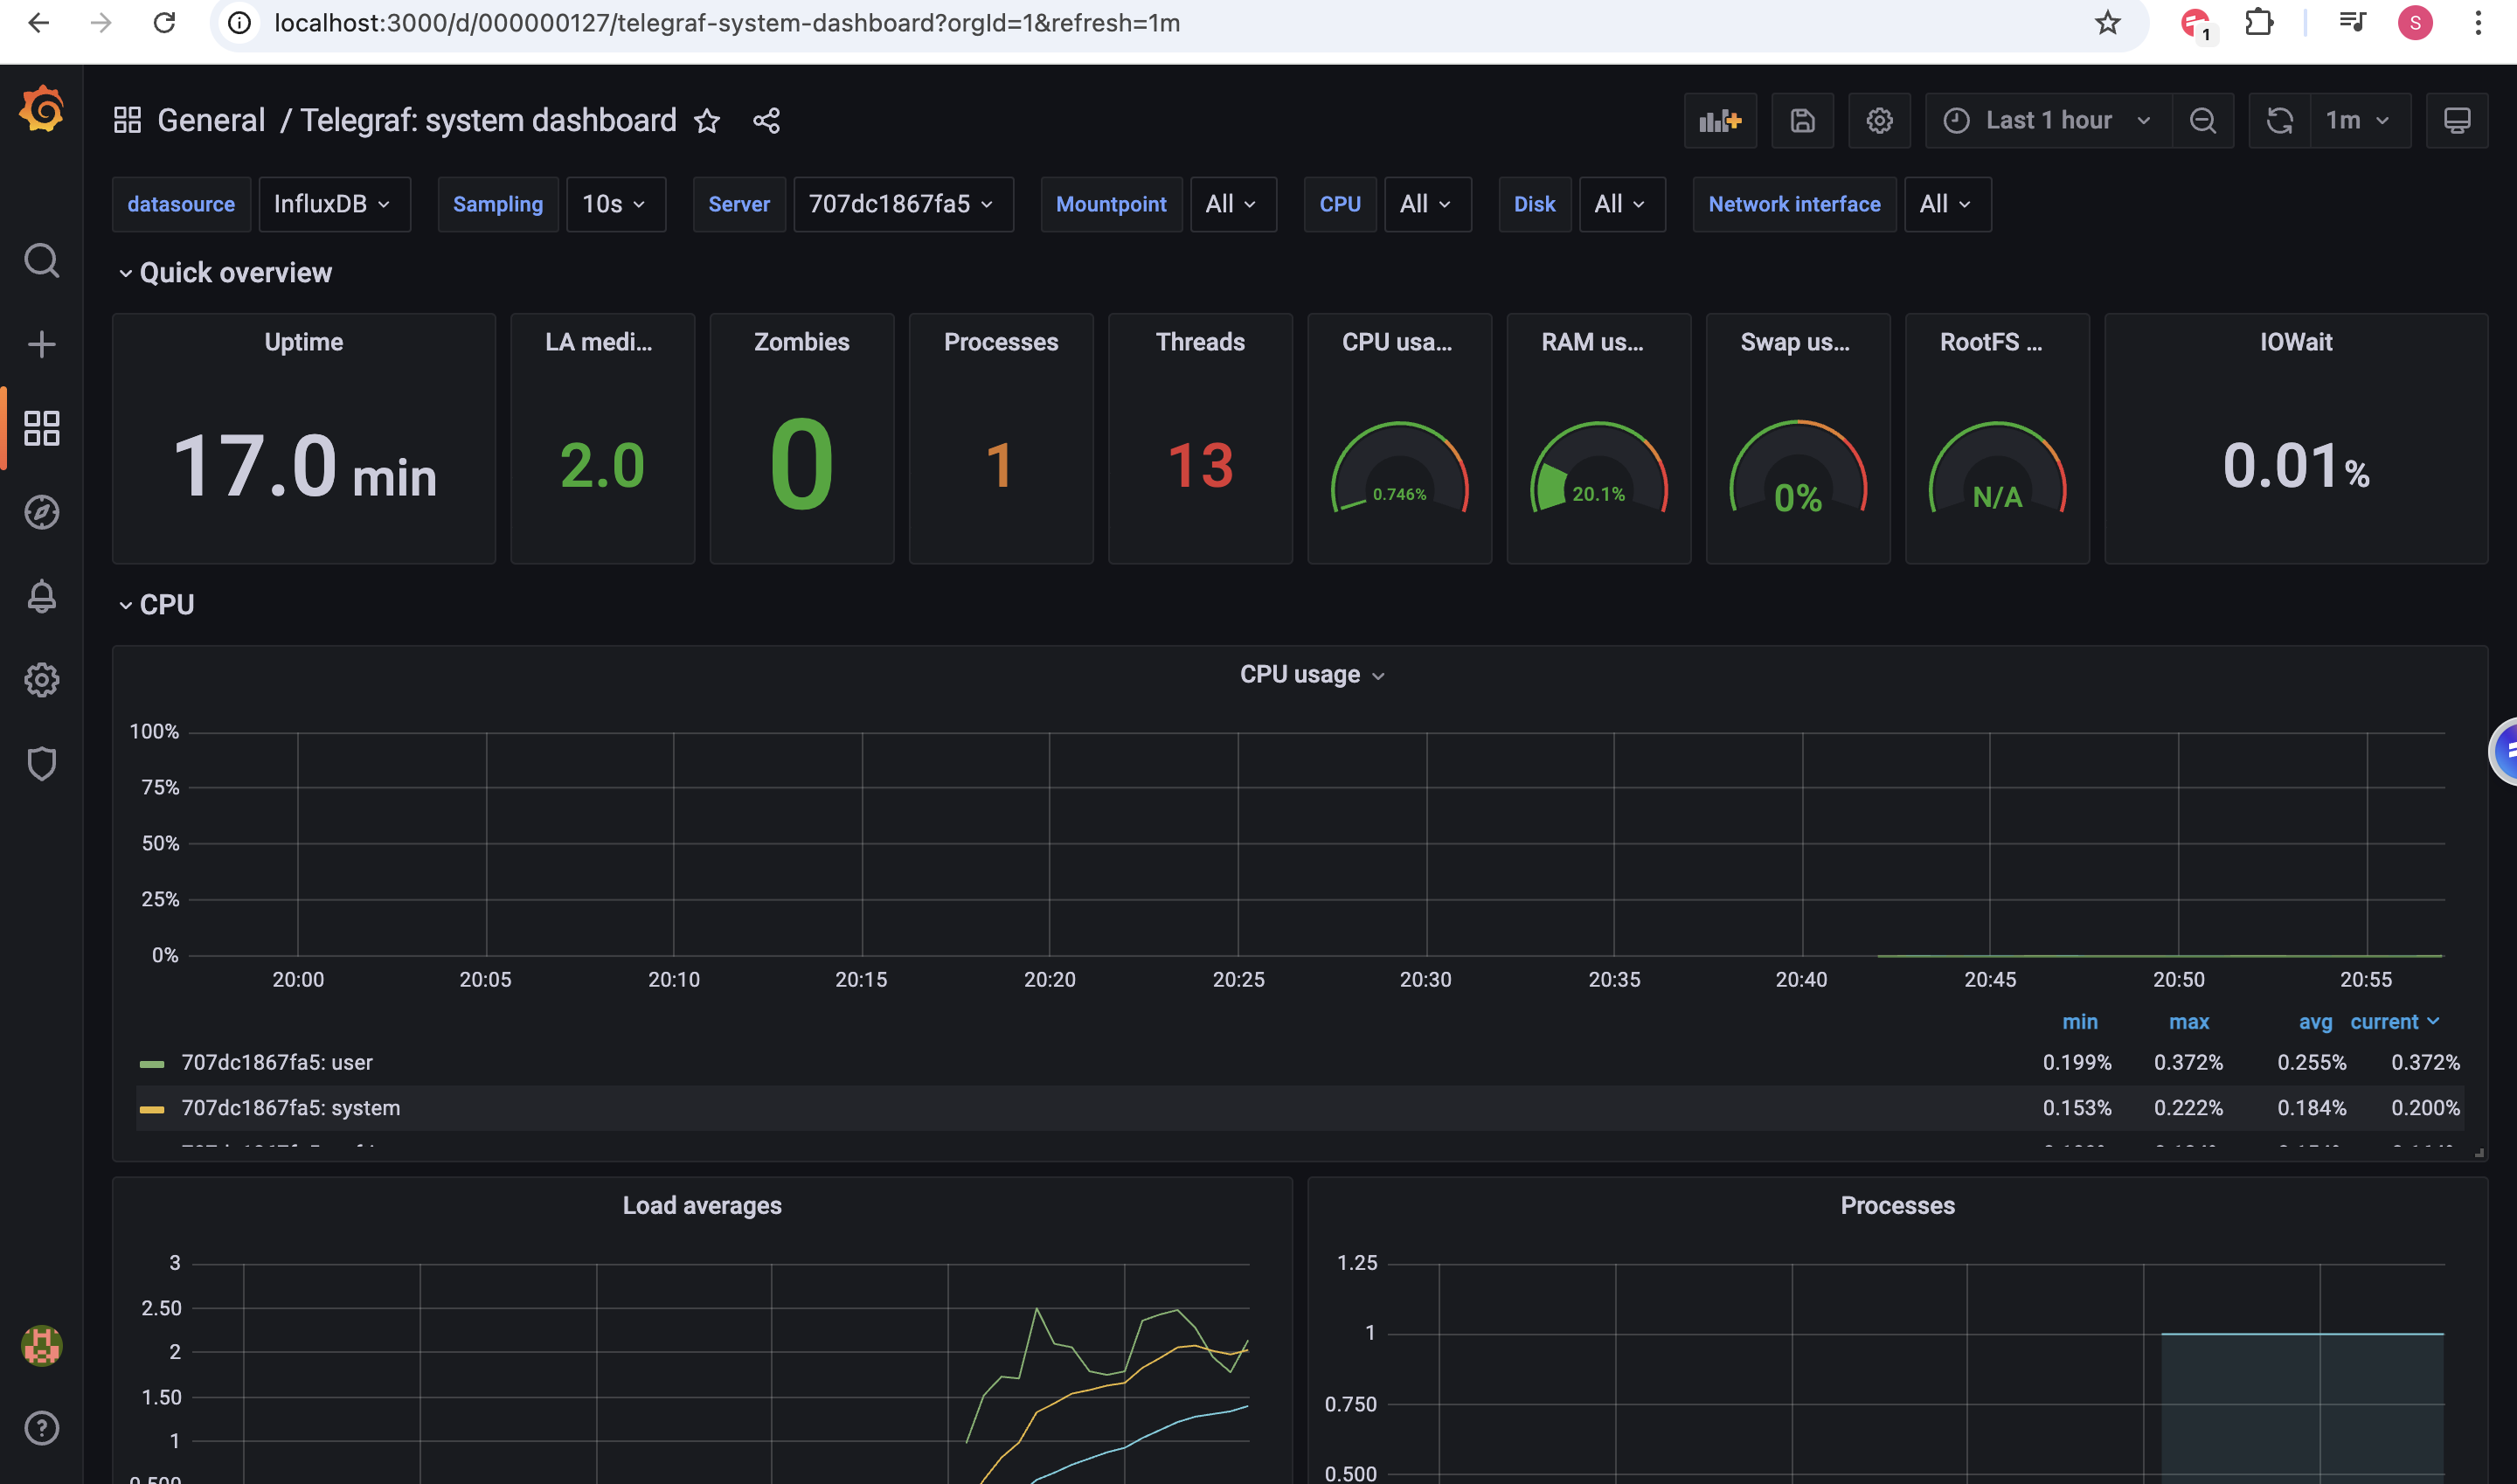 localhost:3000/d/000000127/telegraf-system-dashboard?orgId=1&refresh=1m
1
S
General / Telegraf: system dashboard
Last 1 hour
1m
datasource InfluxDB Sampling 10s Server 707dc1867fa5 Mountpoint All CPU All Disk All Network interface All
Quick overview
Uptime
17.0 min
LA medi...
2.0
Zombies
0
Processes
1
Threads
13
CPU usa...
0.746%
RAM us...
20.1%
Swap us...
0%
RootFS ...
N/A
IOWait
0.01%
CPU
CPU usage
100%
75%
50%
25%
0%
20:00 20:05 20:10 20:15 20:20 20:25 20:30 20:35 20:40 20:45 20:50 20:55
min max avg current
707dc1867fa5: user 0.199% 0.372% 0.255% 0.372%
707dc1867fa5: system 0.153% 0.222% 0.184% 0.200%
Load averages
3
2.50
2
1.50
1
0.500
Processes
1.25
1
0.750
0.500